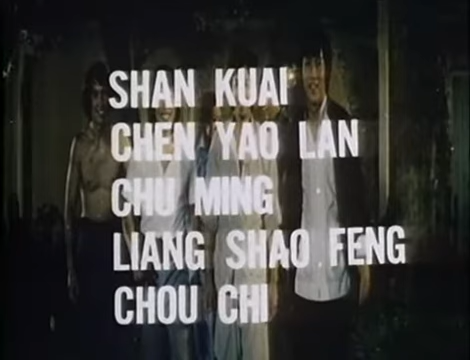 SHAN KUAI
CHEN YAO LAN
CHU MING
LIANG SHAO FENG
CHOU CHI